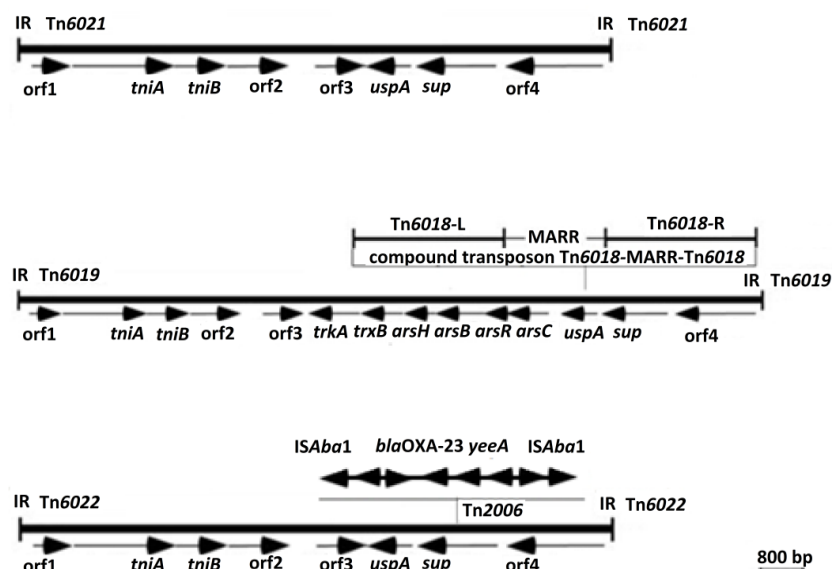 IR Tn6021 IR Tn6021
orf1 tniA tniB orf2 orf3 uspA sup orf4
Tn6018-L MARR Tn6018-R
compound transposon Tn6018-MARR-Tn6018
IR Tn6019 IR Tn6019
orf1 tniA tniB orf2 orf3 trkA trxB arsH arsB arsR arsC uspA sup orf4
ISAba1 blaOXA-23 yeeA ISAba1
IR Tn6022 Tn2006 IR Tn6022
orf1 tniA tniB orf2 orf3 uspA sup orf4 800 bp